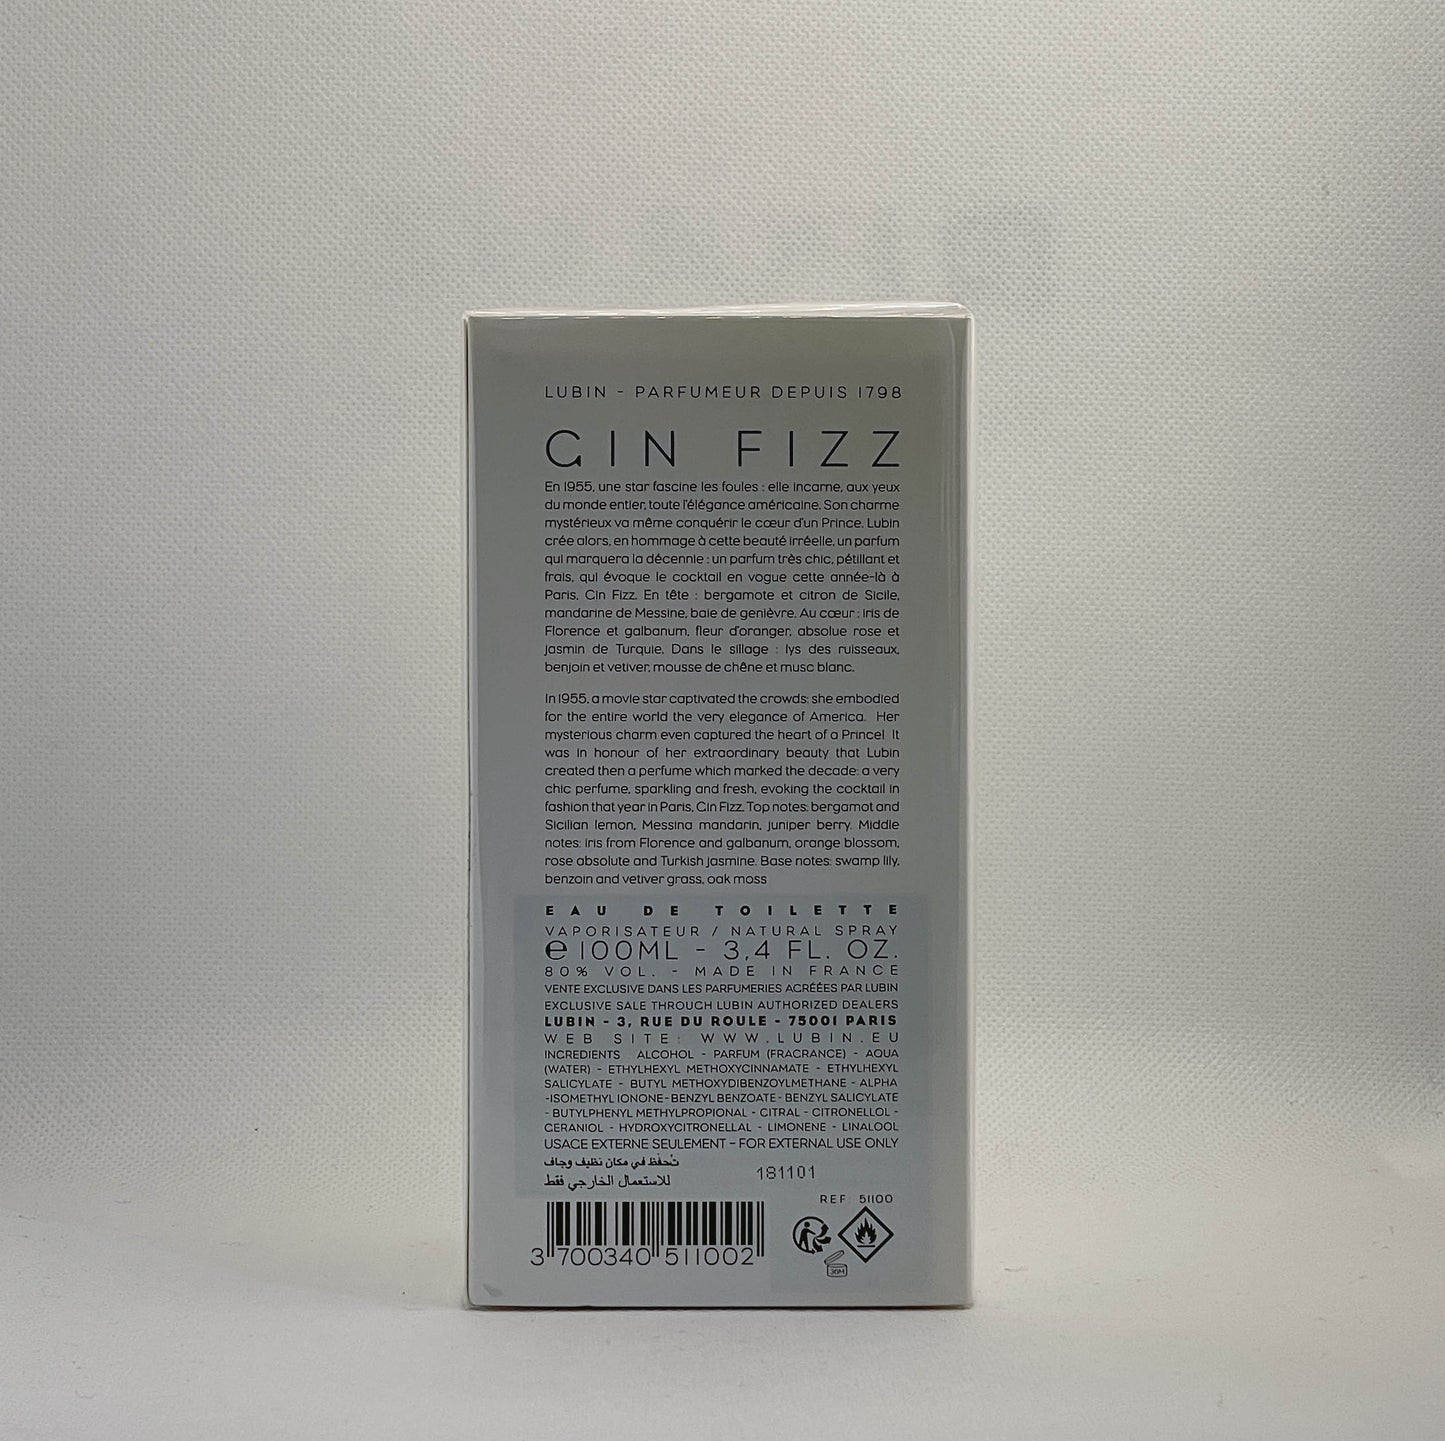 LUBIN - PARFUMEUR DEPUIS 1798
GIN FIZZ
En 1955, une star fascine les foules : elle incarne, aux yeux
du monde entier, toute l'élégance américaine. Son charme
mystérieux va même conquérir le cœur d'un Prince. Lubin
crée alors, en hommage à cette beauté irréelle, un parfum
qui marquera la décennie : un parfum très chic, pétillant et
frais, qui évoque le cocktail en vogue cette année-là à
Paris, Gin Fizz. En tête : bergamote et citron de Sicile,
mandarine de Messine, baie de genièvre. Au cœur : iris de
Florence et galbanum, fleur d'oranger, absolue rose et
jasmin de Turquie. Dans le sillage : lys des ruisseaux,
benjoin et vetiver, mousse de chêne et musc blanc.
In 1955, a movie star captivated the crowds: she embodied
for the entire world the very elegance of America. Her
mysterious charm even captured the heart of a Prince! It
was in honour of her extraordinary beauty that Lubin
created then a perfume which marked the decade: a very
chic perfume, sparkling and fresh, evoking the cocktail in
fashion that year in Paris, Gin Fizz. Top notes: bergamot and
Sicilian lemon, Messina mandarin, juniper berry. Middle
notes: iris from Florence and galbanum, orange blossom,
rose absolute and Turkish jasmine. Base notes: swamp lily,
benzoin and vetiver grass, oak moss
EAU DE TOILETTE
VAPORISATEUR / NATURAL SPRAY
e 100ML - 3,4 FL. OZ.
80% VOL. - MADE IN FRANCE
VENTE EXCLUSIVE DANS LES PARFUMERIES AGRÉÉES PAR LUBIN
EXCLUSIVE SALE THROUGH LUBIN AUTHORIZED DEALERS
LUBIN - 3, RUE DU ROULE - 75001 PARIS
WEB SITE: WWW.LUBIN.EU
INGREDIENTS : ALCOHOL - PARFUM (FRAGRANCE) - AQUA
(WATER) - ETHYLHEXYL METHOXYCINNAMATE - ETHYLHEXYL
SALICYLATE - BUTYL METHOXYDIBENZOYLMETHANE - ALPHA
-ISOMETHYL IONONE- BENZYL BENZOATE - BENZYL SALICYLATE
- BUTYLPHENYL METHYLPROPIONAL - CITRAL - CITRONELLOL -
GERANIOL - HYDROXYCITRONELLAL - LIMONENE - LINALOOL
USAGE EXTERNE SEULEMENT - FOR EXTERNAL USE ONLY
تُحفَظ في مكان نظيف وجاف
للاستعمال الخارجي فقط
181101
REF: 51100
3 700340 511002
36M